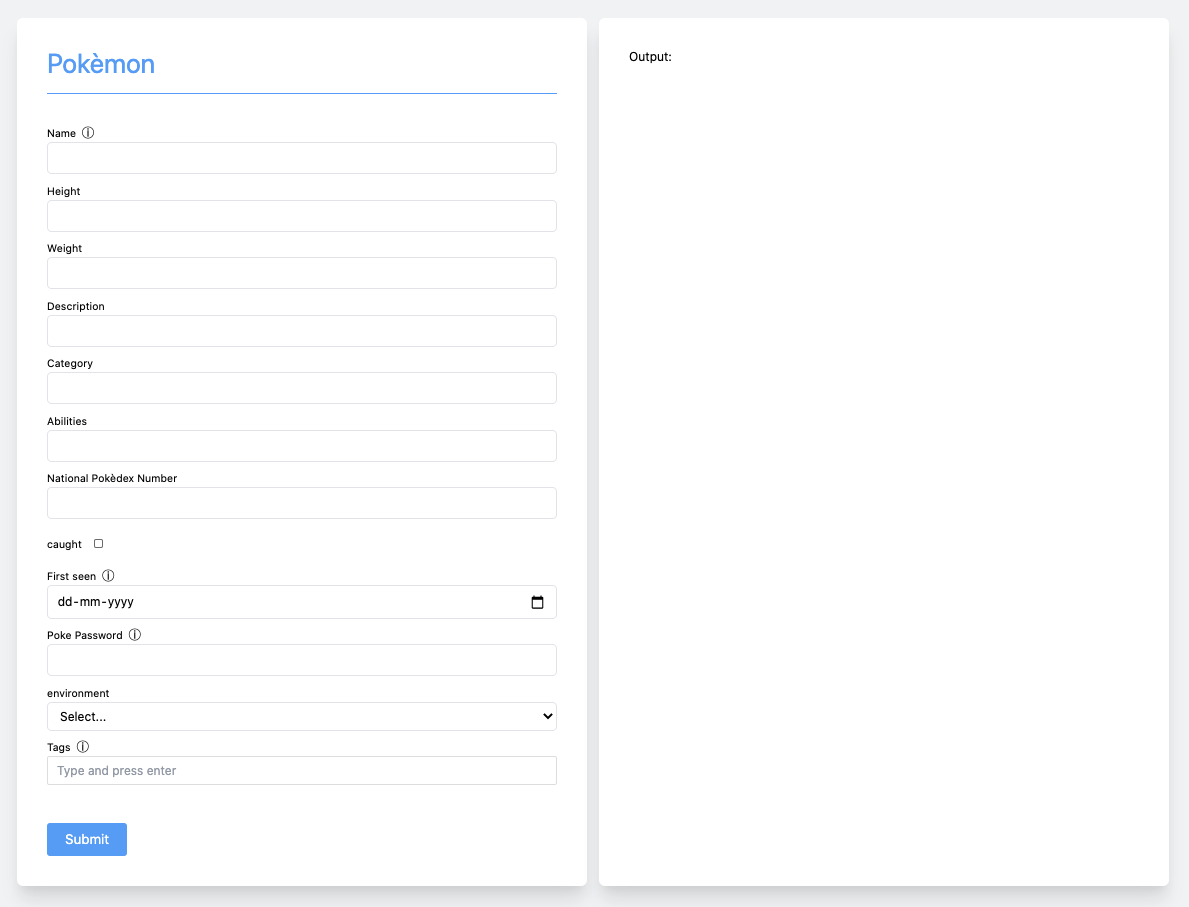 Pokèmon
Output:
Name ⓘ
Height
Weight
Description
Category
Abilities
National Pokèdex Number
caught
First seen ⓘ
dd-mm-yyyy
Poke Password ⓘ
environment
Select...
Tags ⓘ
Type and press enter
Submit